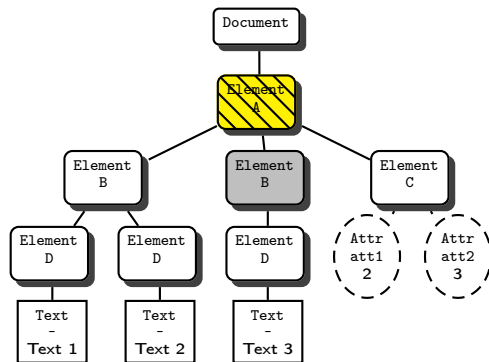 Document
Element
A
Element
B
Element
B
Element
C
Element
D
Element
D
Element
D
Attr
att1
2
Attr
att2
3
Text
-
Text 1
Text
-
Text 2
Text
-
Text 3